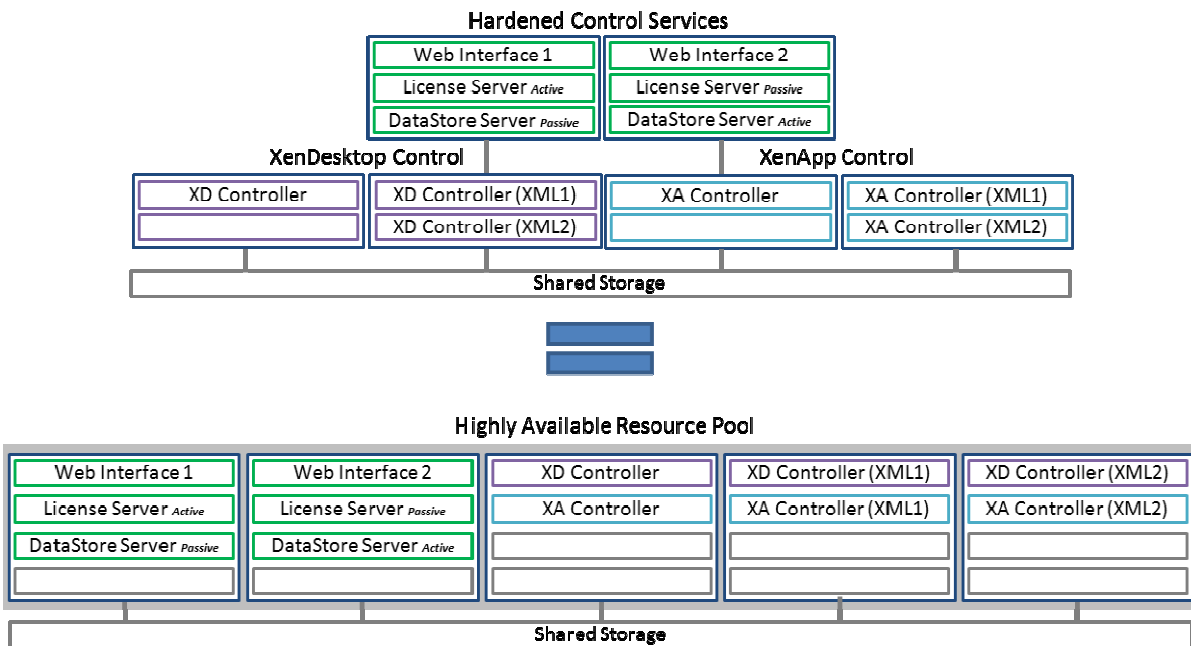 Hardened Control Services
Web Interface 1
License Server Active
DataStore Server Passive
Web Interface 2
License Server Passive
DataStore Server Active
XenDesktop Control
XenApp Control
XD Controller
XD Controller (XML1)
XD Controller (XML2)
XA Controller
XA Controller (XML1)
XA Controller (XML2)
Shared Storage
Highly Available Resource Pool
Web Interface 1
License Server Active
DataStore Server Passive
Web Interface 2
License Server Passive
DataStore Server Active
XD Controller
XA Controller
XD Controller (XML1)
XA Controller (XML1)
XD Controller (XML2)
XA Controller (XML2)
Shared Storage